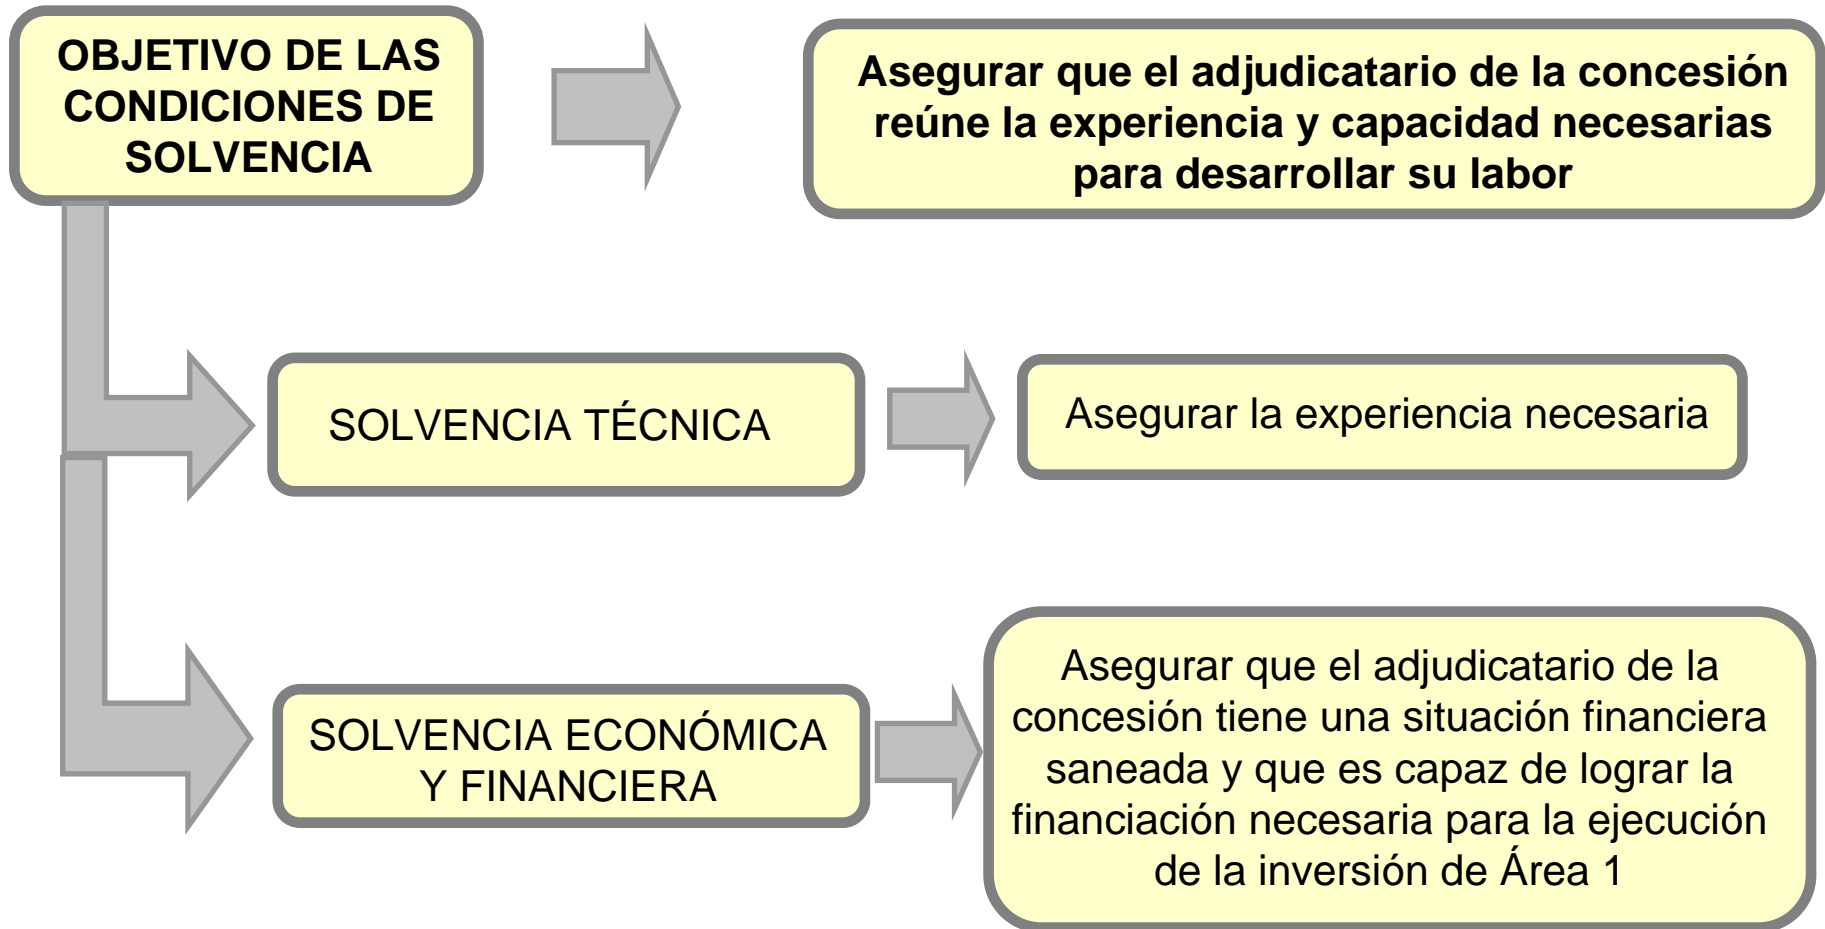 OBJETIVO DE LAS
CONDICIONES DE
SOLVENCIA
Asegurar que el adjudicatario de la concesión
reúne la experiencia y capacidad necesarias
para desarrollar su labor
SOLVENCIA TÉCNICA
Asegurar la experiencia necesaria
SOLVENCIA ECONÓMICA
Y FINANCIERA
Asegurar que el adjudicatario de la
concesión tiene una situación financiera
saneada y que es capaz de lograr la
financiación necesaria para la ejecución
de la inversión de Área 1